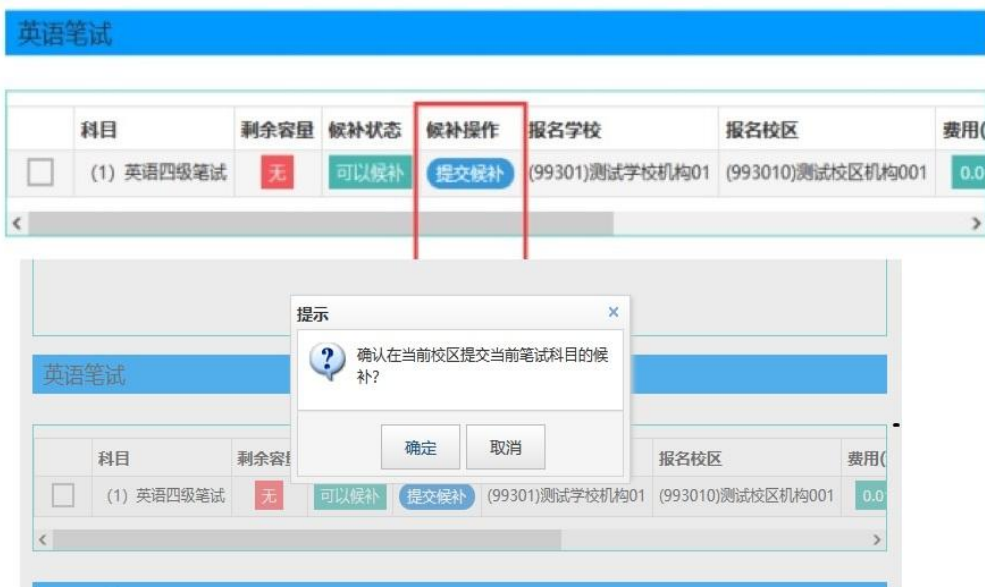 英语笔试
科目 剩余容量 候补状态 候补操作 报名学校 报名校区 费用(
(1) 英语四级笔试 无 可以候补 提交候补 (99301)测试学校机构01 (993010)测试校区机构001 0.0
提示
确认在当前校区提交当前笔试科目的候
补?
确定 取消
英语笔试
科目 剩余容 报名校区 费用(
(1) 英语四级笔试 无 可以候补 提交候补 (99301)测试学校机构01 (993010)测试校区机构001 0.0